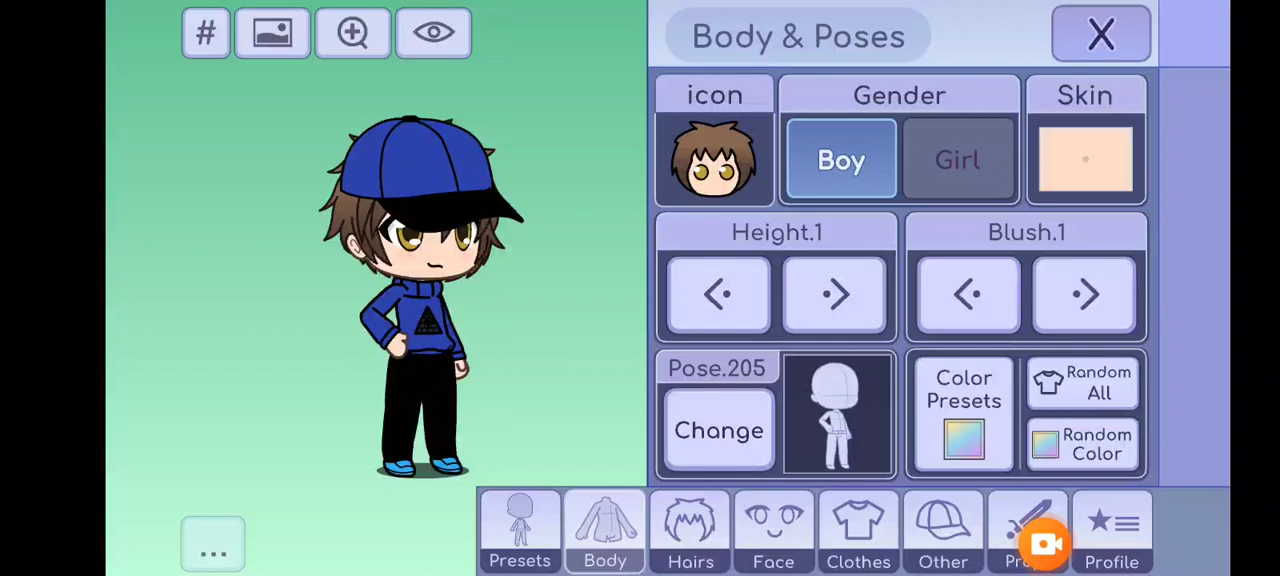 #
Body & Poses
X
icon
Gender
Skin
Boy
Girl
Height.1
Blush.1
Pose.205
Change
Color
Presets
Random
All
Random
Color
...
Presets
Body
Hairs
Face
Clothes
Other
Profile